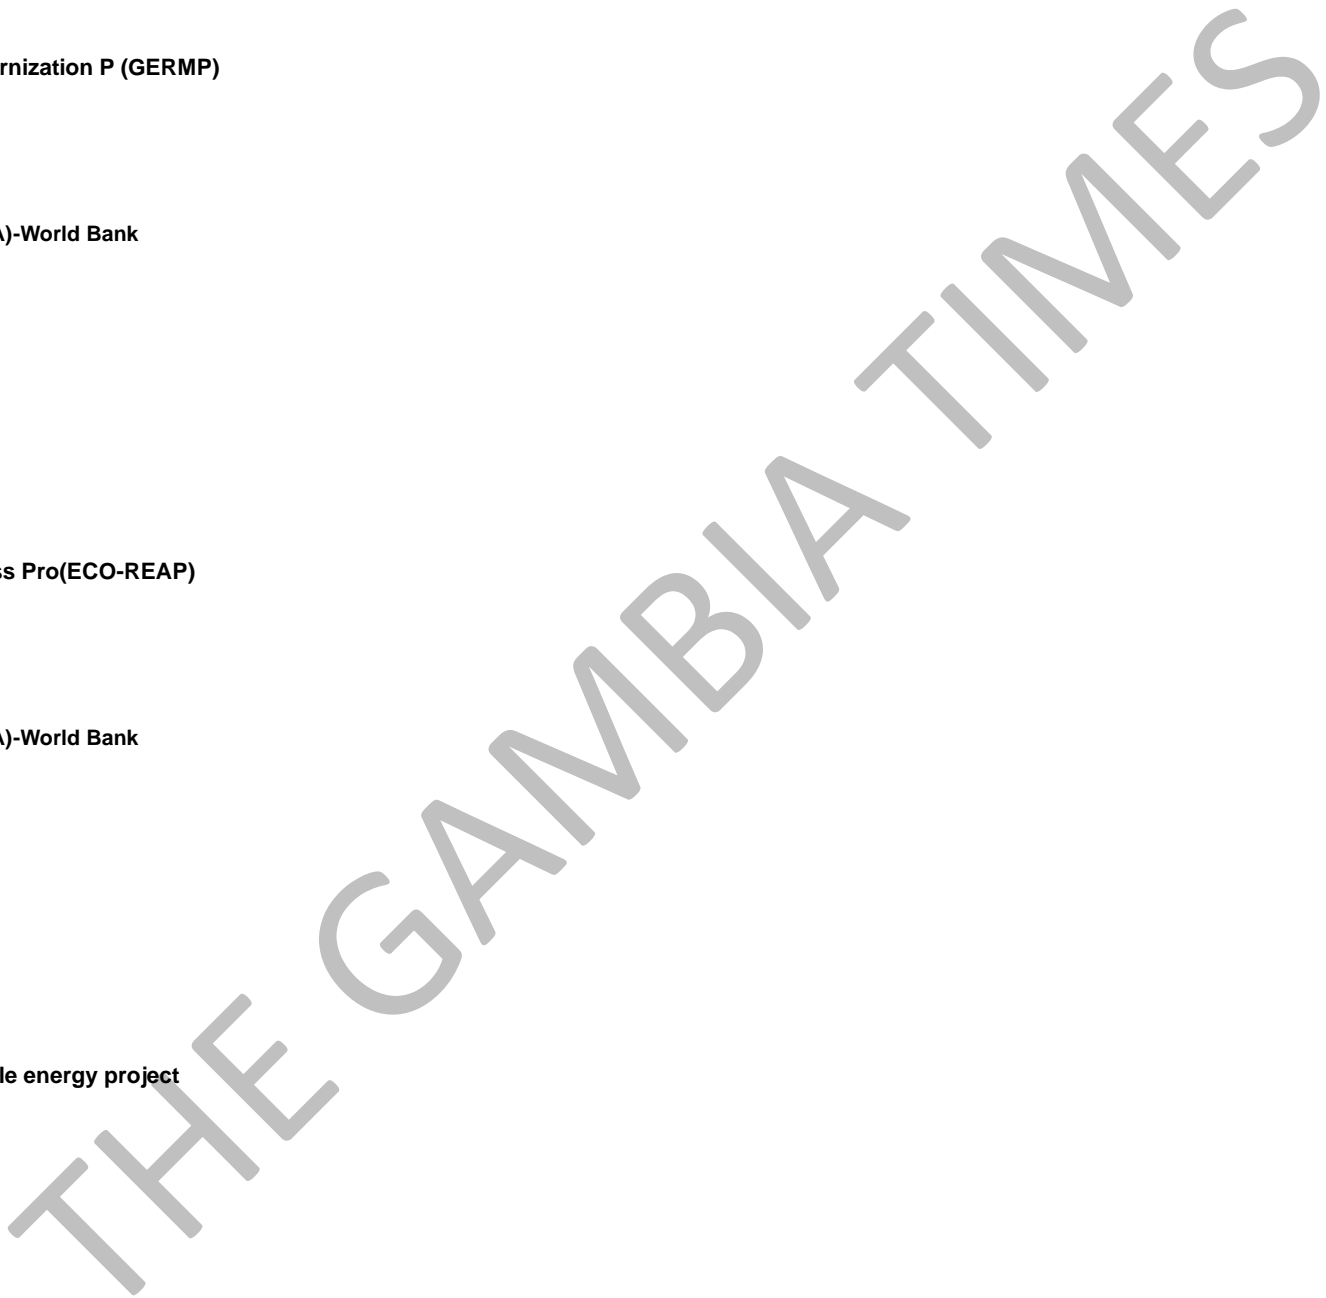 rnization P (GERMP)
A)-World Bank
ss Pro(ECO-REAP)
A)-World Bank
le energy project
THE GAMBIA TIMES